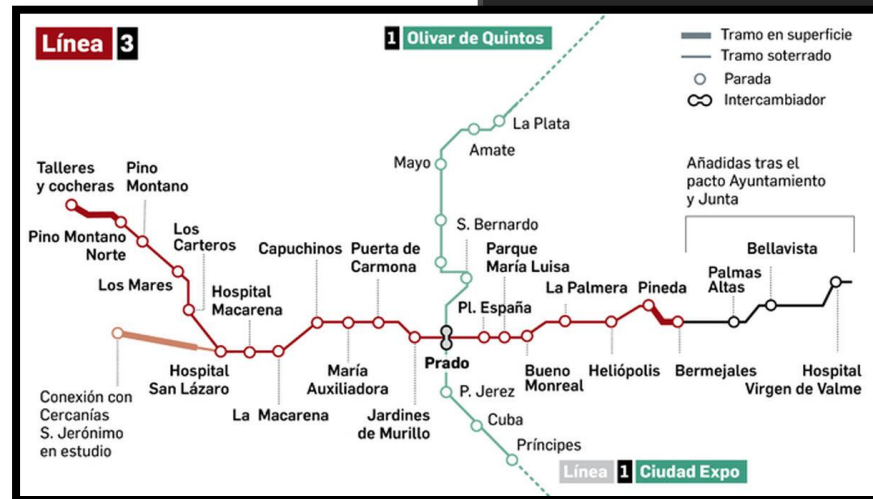 Línea 3
1 Olivar de Quintos
Tramo en superficie
Tramo soterrado
Parada
Intercambiador
La Plata
Amate
Mayo
S. Bernardo
Talleres
y cocheras
Pino
Montano
Pino Montano
Norte
Los
Carteros
Los Mares
Hospital
Macarena
Capuchinos
Puerta de
Carmona
Parque
María Luisa
Pl. España
La Palmera
Pineda
Añadidas tras el
pacto Ayuntamiento
y Junta
Bellavista
Palmas
Altas
Conexión con
Cercanías
S. Jerónimo
en estudio
Hospital
San Lázaro
La Macarena
María
Auxiliadora
Jardines
de Murillo
Prado
Bueno
Monreal
Heliópolis
Bermejales
Hospital
Virgen de Valme
P. Jerez
Cuba
Príncipes
Línea 1 Ciudad Expo